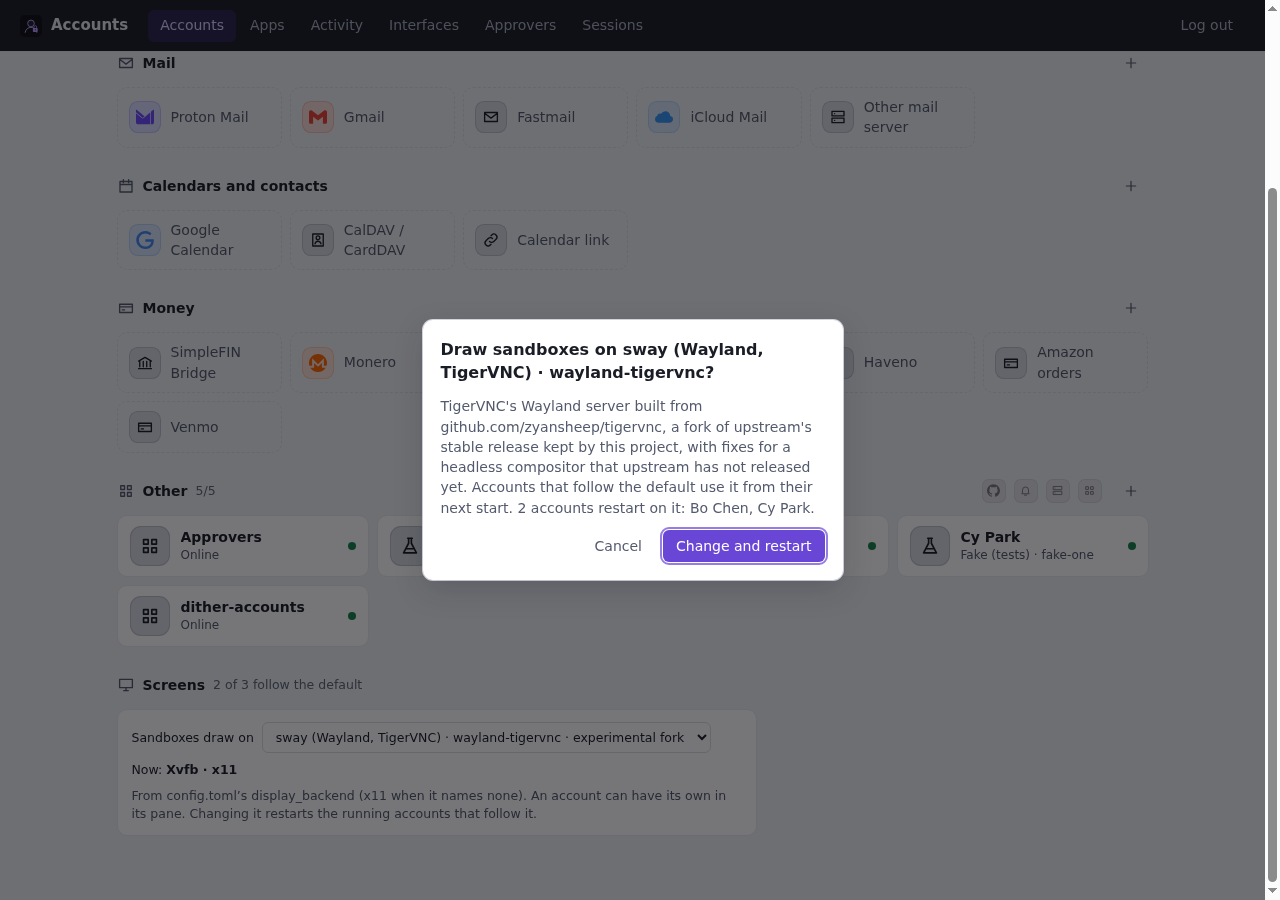 Accounts
Accounts
Apps
Activity
Interfaces
Approvers
Sessions
Log out
Mail
Proton Mail
Gmail
Fastmail
iCloud Mail
Other mail
server
Calendars and contacts
Google
Calendar
CalDAV /
CardDAV
Calendar link
Money
SimpleFIN
Bridge
Monero
Haveno
Amazon
orders
Venmo
Draw sandboxes on sway (Wayland,
TigerVNC) · wayland-tigervnc?
TigerVNC's Wayland server built from
github.com/zyansheep/tigervnc, a fork of upstream's
stable release kept by this project, with fixes for a
headless compositor that upstream has not released
yet. Accounts that follow the default use it from their
next start. 2 accounts restart on it: Bo Chen, Cy Park.
Cancel
Change and restart
Other 5/5
Approvers
Online
Cy Park
Fake (tests) · fake-one
dither-accounts
Online
Screens 2 of 3 follow the default
Sandboxes draw on sway (Wayland, TigerVNC) · wayland-tigervnc · experimental fork
Now: Xvfb · x11
From config.toml’s display_backend (x11 when it names none). An account can have its own in
its pane. Changing it restarts the running accounts that follow it.